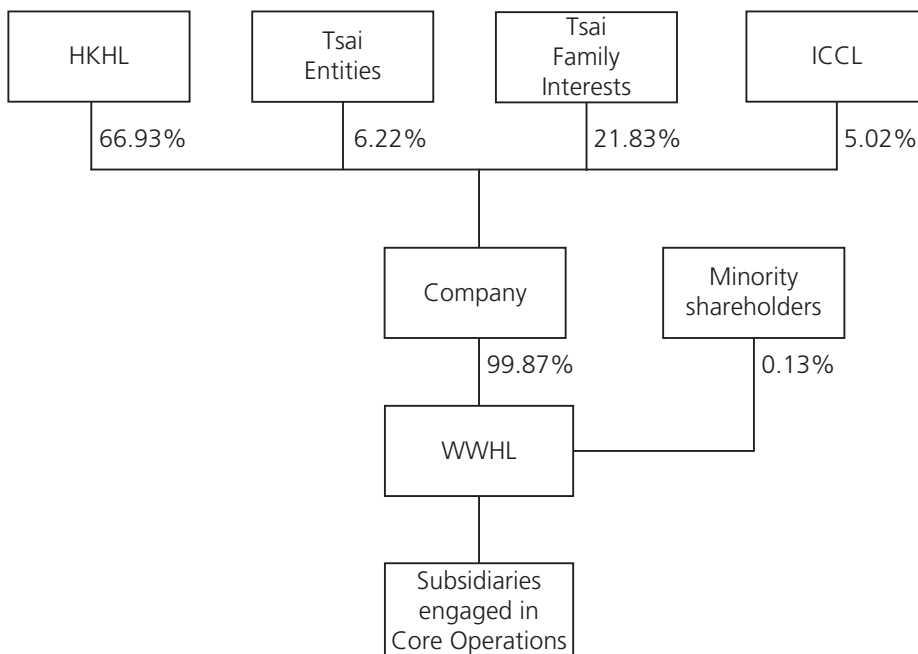 HKHL
Tsai
Entities
Tsai
Family
Interests
ICCL
66.93%
6.22%
21.83%
5.02%
Company
Minority
shareholders
99.87%
0.13%
WWHL
Subsidiaries
engaged in
Core Operations